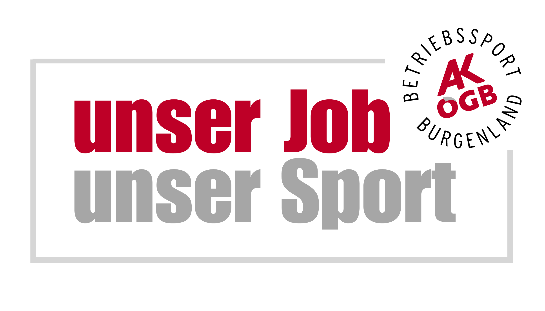 BETRIEBSSPORT
AK
ÖGB
BURGENLAND
unser Job
unser Sport